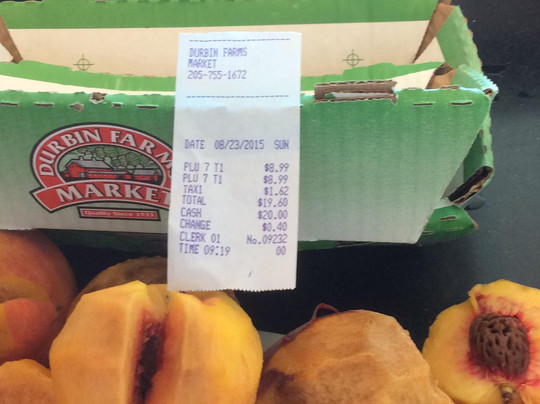 DURBIN FARMS
MARKET
205-755-1672
DATE 08/23/2015 SUN
PLU 7 T1 $8.99
PLU 7 T1 $8.99
TAX1 $1.62
TOTAL $19.60
CASH $20.00
CHANGE $0.40
CLERK 01 No.09232
TIME 09:19 00
DURBIN FARM
MARKET
Quality Since 1933